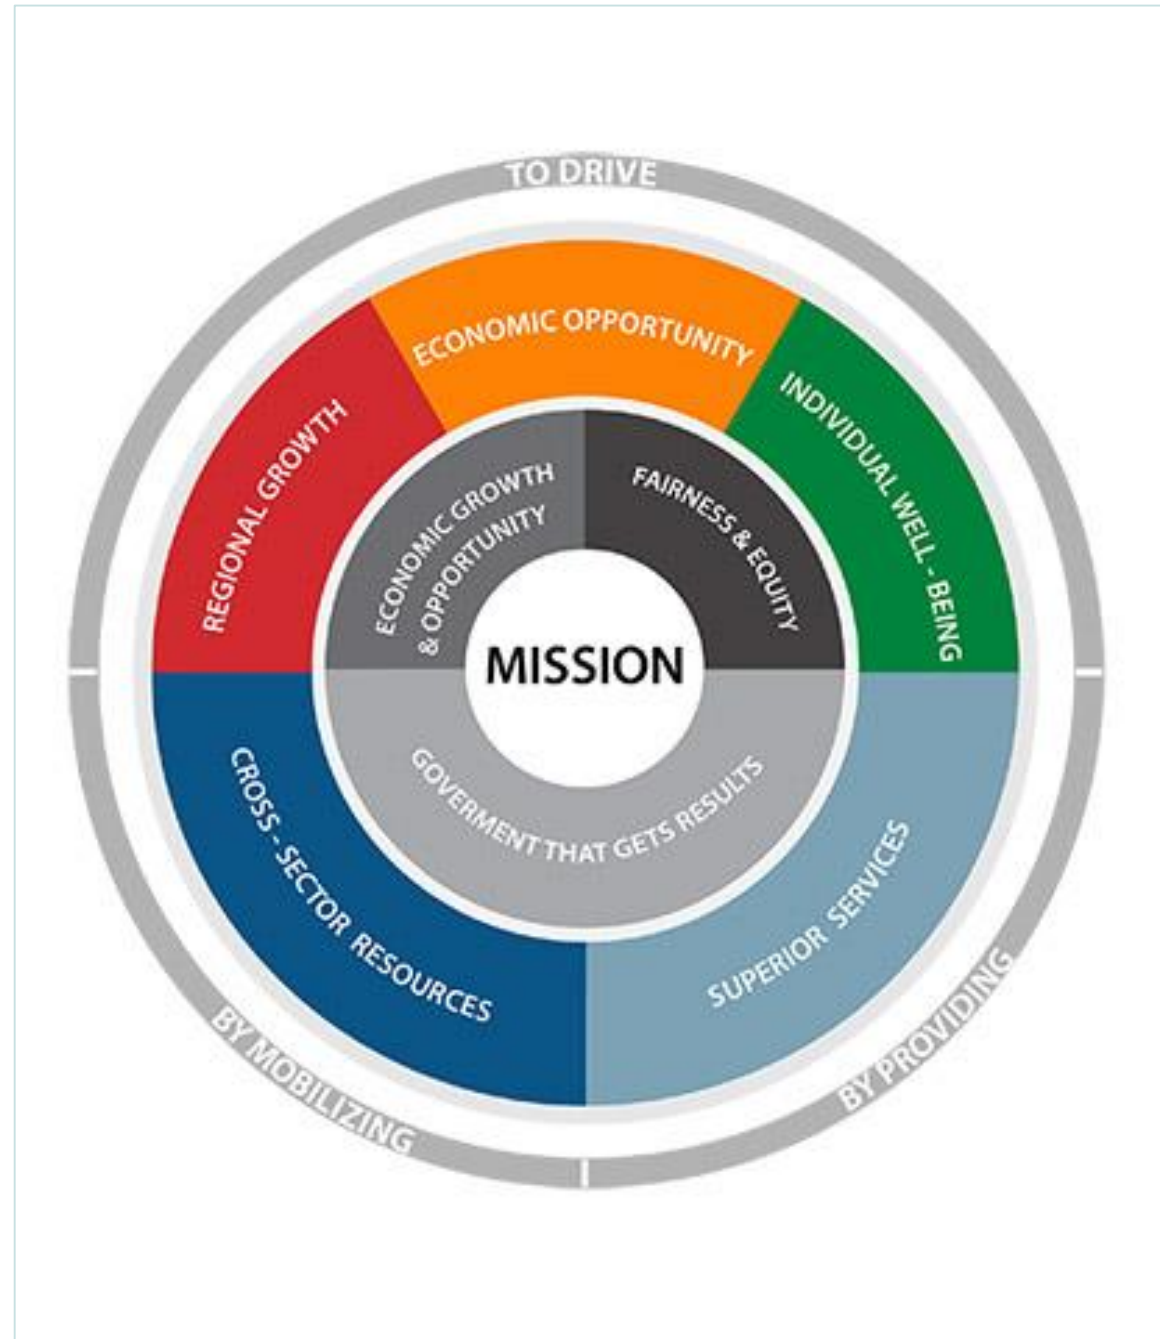 TO DRIVE
ECONOMIC OPPORTUNITY
REGIONAL GROWTH
INDIVIDUAL WELL - BEING
ECONOMIC GROWTH
& OPPORTUNITY
FAIRNESS & EQUITY
MISSION
GOVERMENT THAT GETS RESULTS
CROSS - SECTOR RESOURCES
SUPERIOR SERVICES
BY MOBILIZING
BY PROVIDING